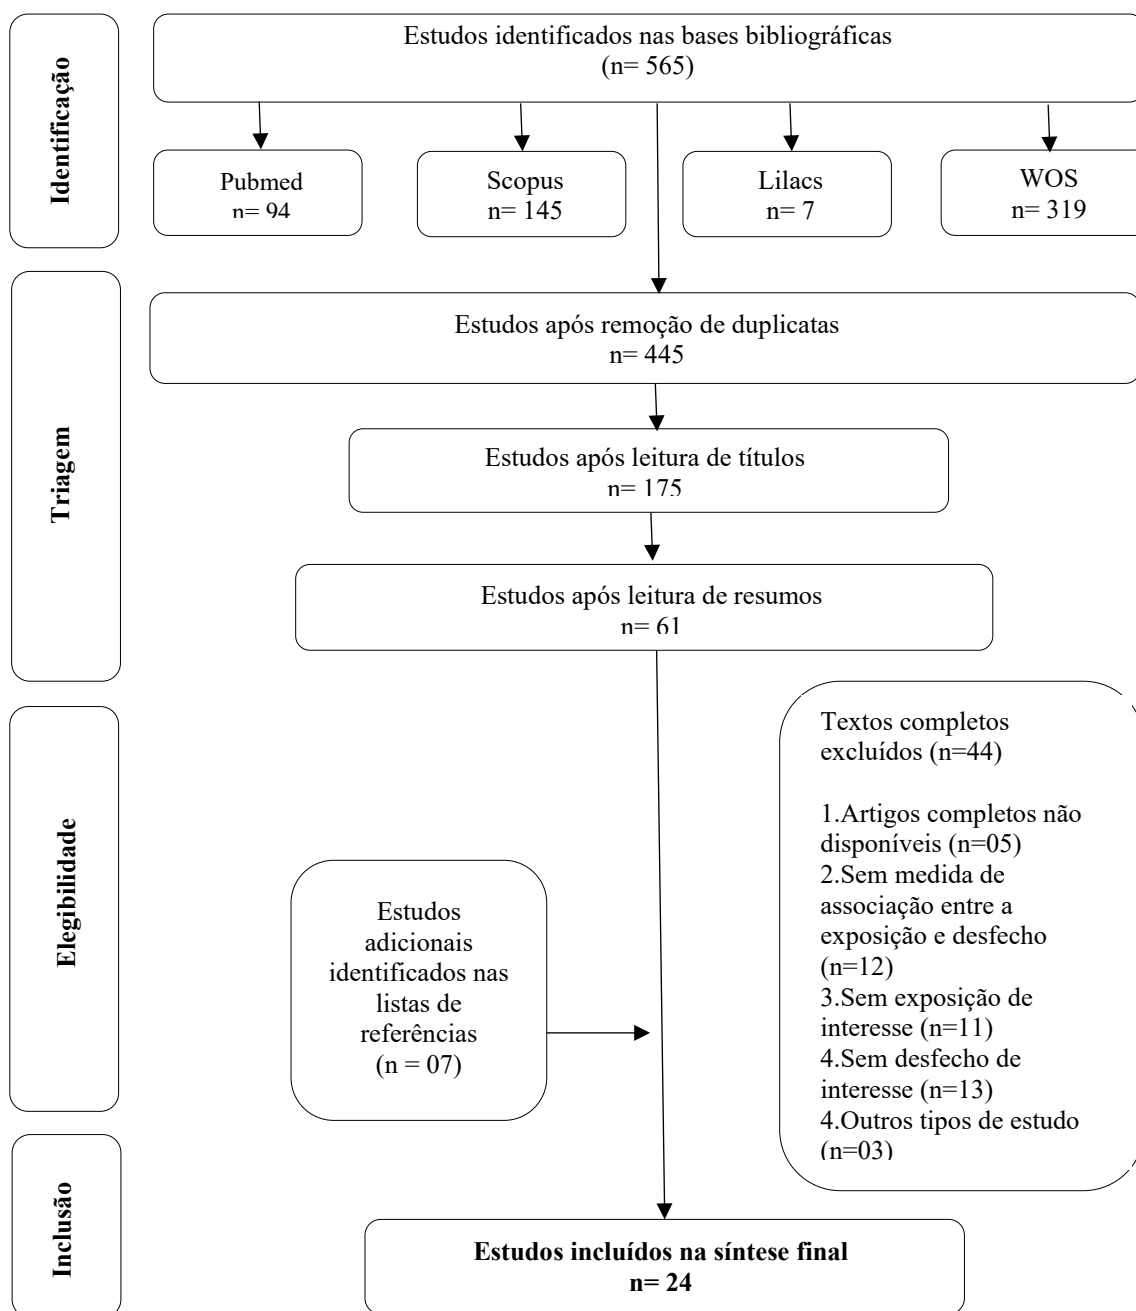 Identificação
Estudos identificados nas bases bibliográficas
(n= 565)
Pubmed
n= 94
Scopus
n= 145
Lilacs
n= 7
WOS
n= 319
Triagem
Estudos após remoção de duplicatas
n= 445
Estudos após leitura de títulos
n= 175
Estudos após leitura de resumos
n= 61
Elegibilidade
Textos completos
excluídos (n=44)
1.Artigos completos não
disponíveis (n=05)
2.Sem medida de
associação entre a
exposição e desfecho
(n=12)
3.Sem exposição de
interesse (n=11)
4.Sem desfecho de
interesse (n=13)
4.Outros tipos de estudo
(n=03)
Estudos
adicionais
identificados nas
listas de
referências
(n = 07)
Inclusão
Estudos incluídos na síntese final
n= 24